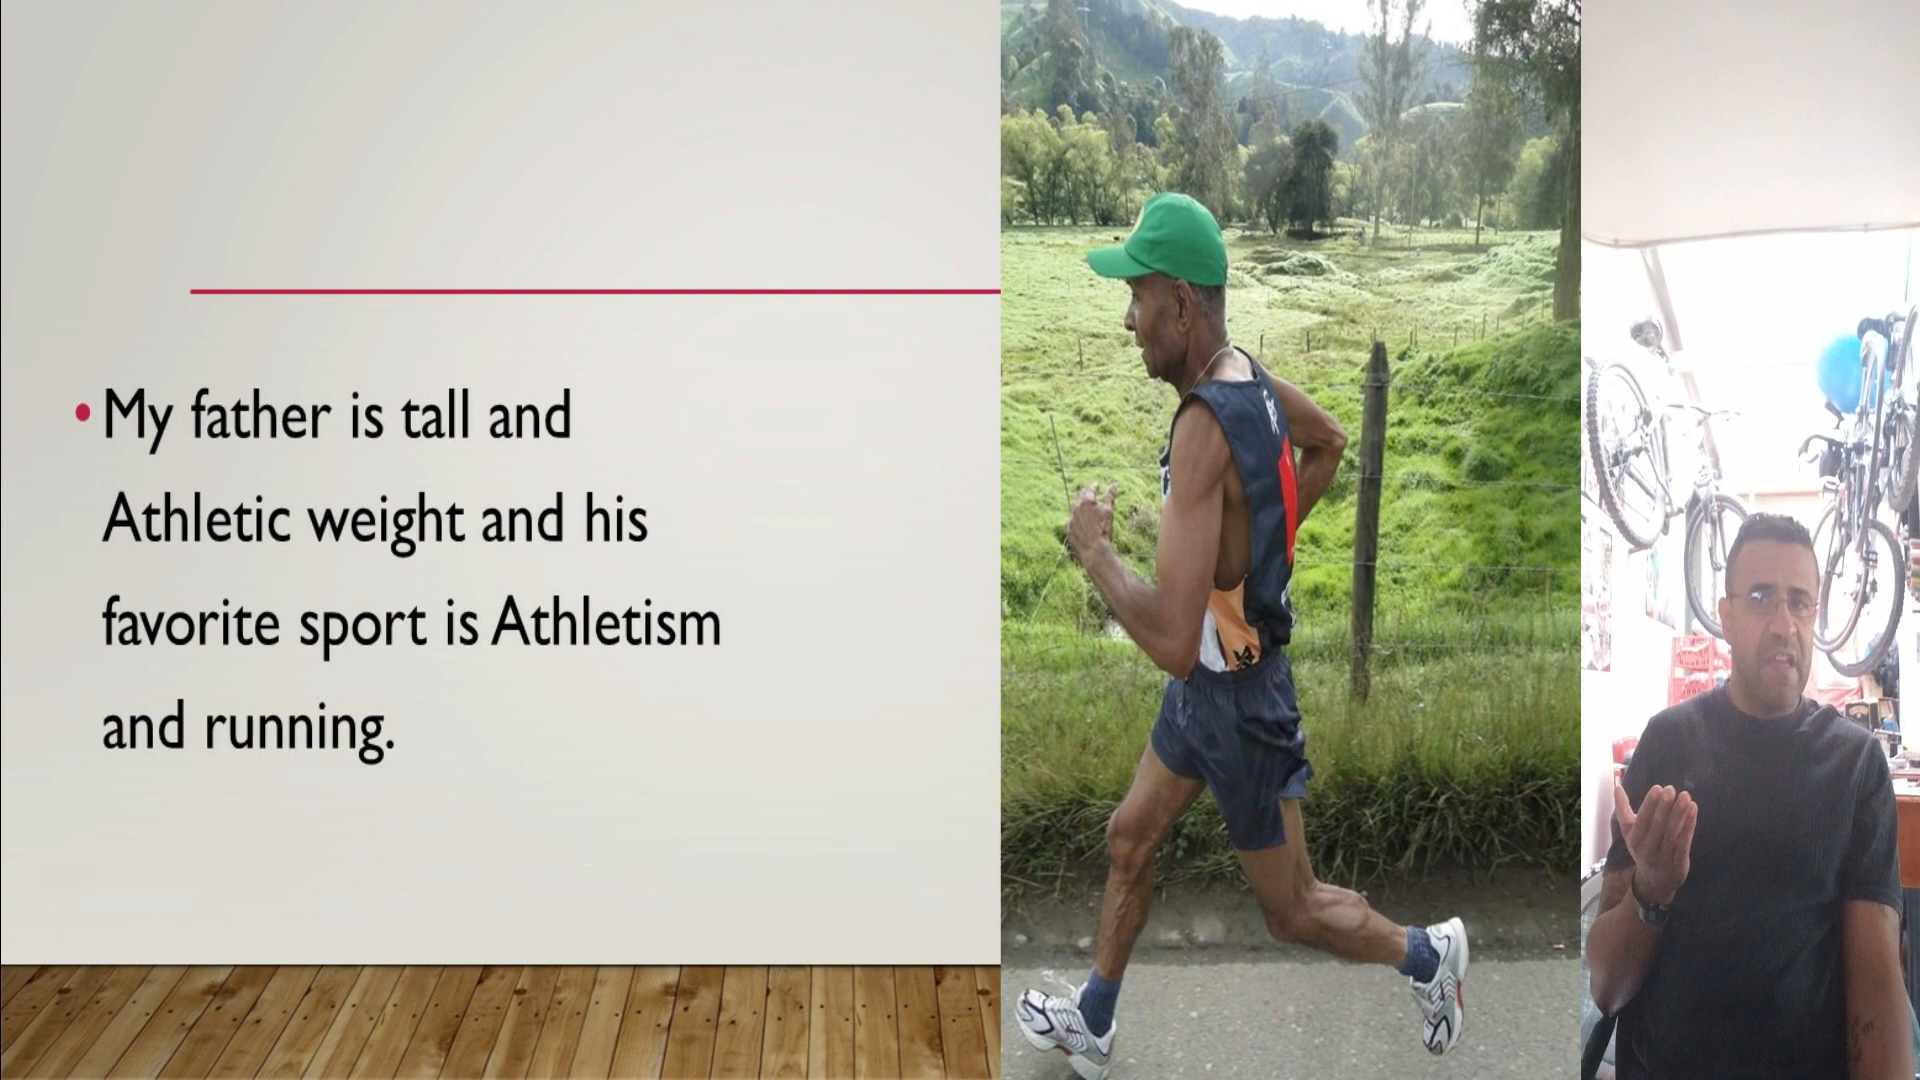 • My father is tall and
Athletic weight and his
favorite sport is Athletism
and running.